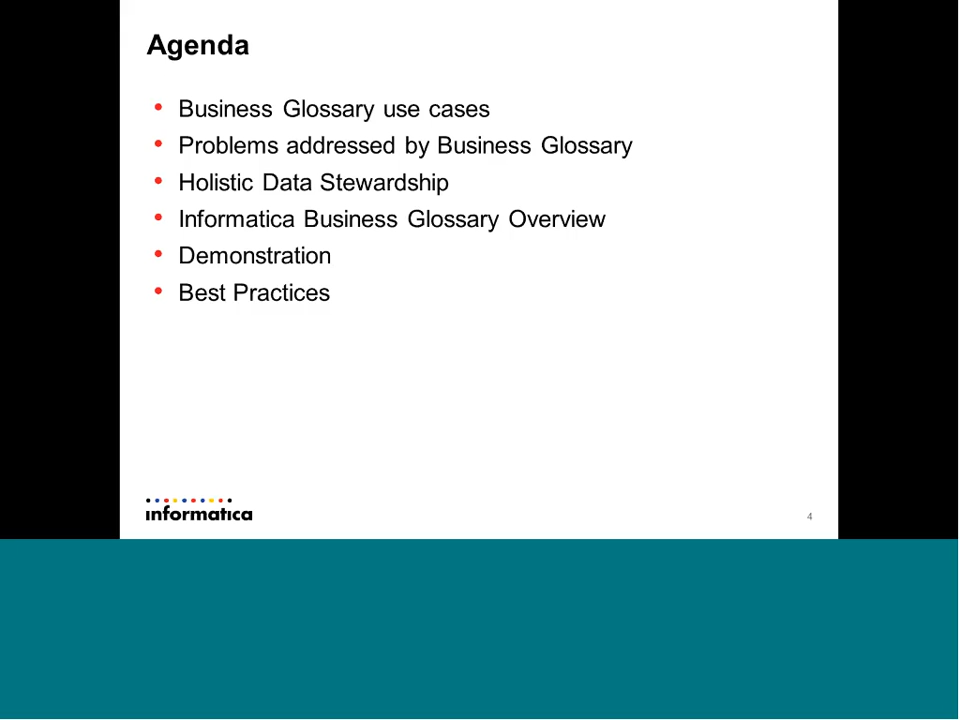 Agenda
• Business Glossary use cases
• Problems addressed by Business Glossary
• Holistic Data Stewardship
• Informatica Business Glossary Overview
• Demonstration
• Best Practices
informatica
4